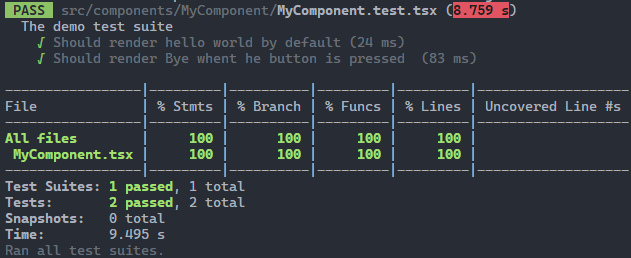 PASS src/components/MyComponent/MyComponent.test.tsx (8.759 s)
The demo test suite
√ Should render hello world by default (24 ms)
√ Should render Bye whent he button is pressed (83 ms)
----------------|---------|----------|---------|---------|-------------------
File | % Stmts | % Branch | % Funcs | % Lines | Uncovered Line #s
----------------|---------|----------|---------|---------|-------------------
All files | 100 | 100 | 100 | 100 |
MyComponent.tsx | 100 | 100 | 100 | 100 |
----------------|---------|----------|---------|---------|-------------------
Test Suites: 1 passed, 1 total
Tests: 2 passed, 2 total
Snapshots: 0 total
Time: 9.495 s
Ran all test suites.